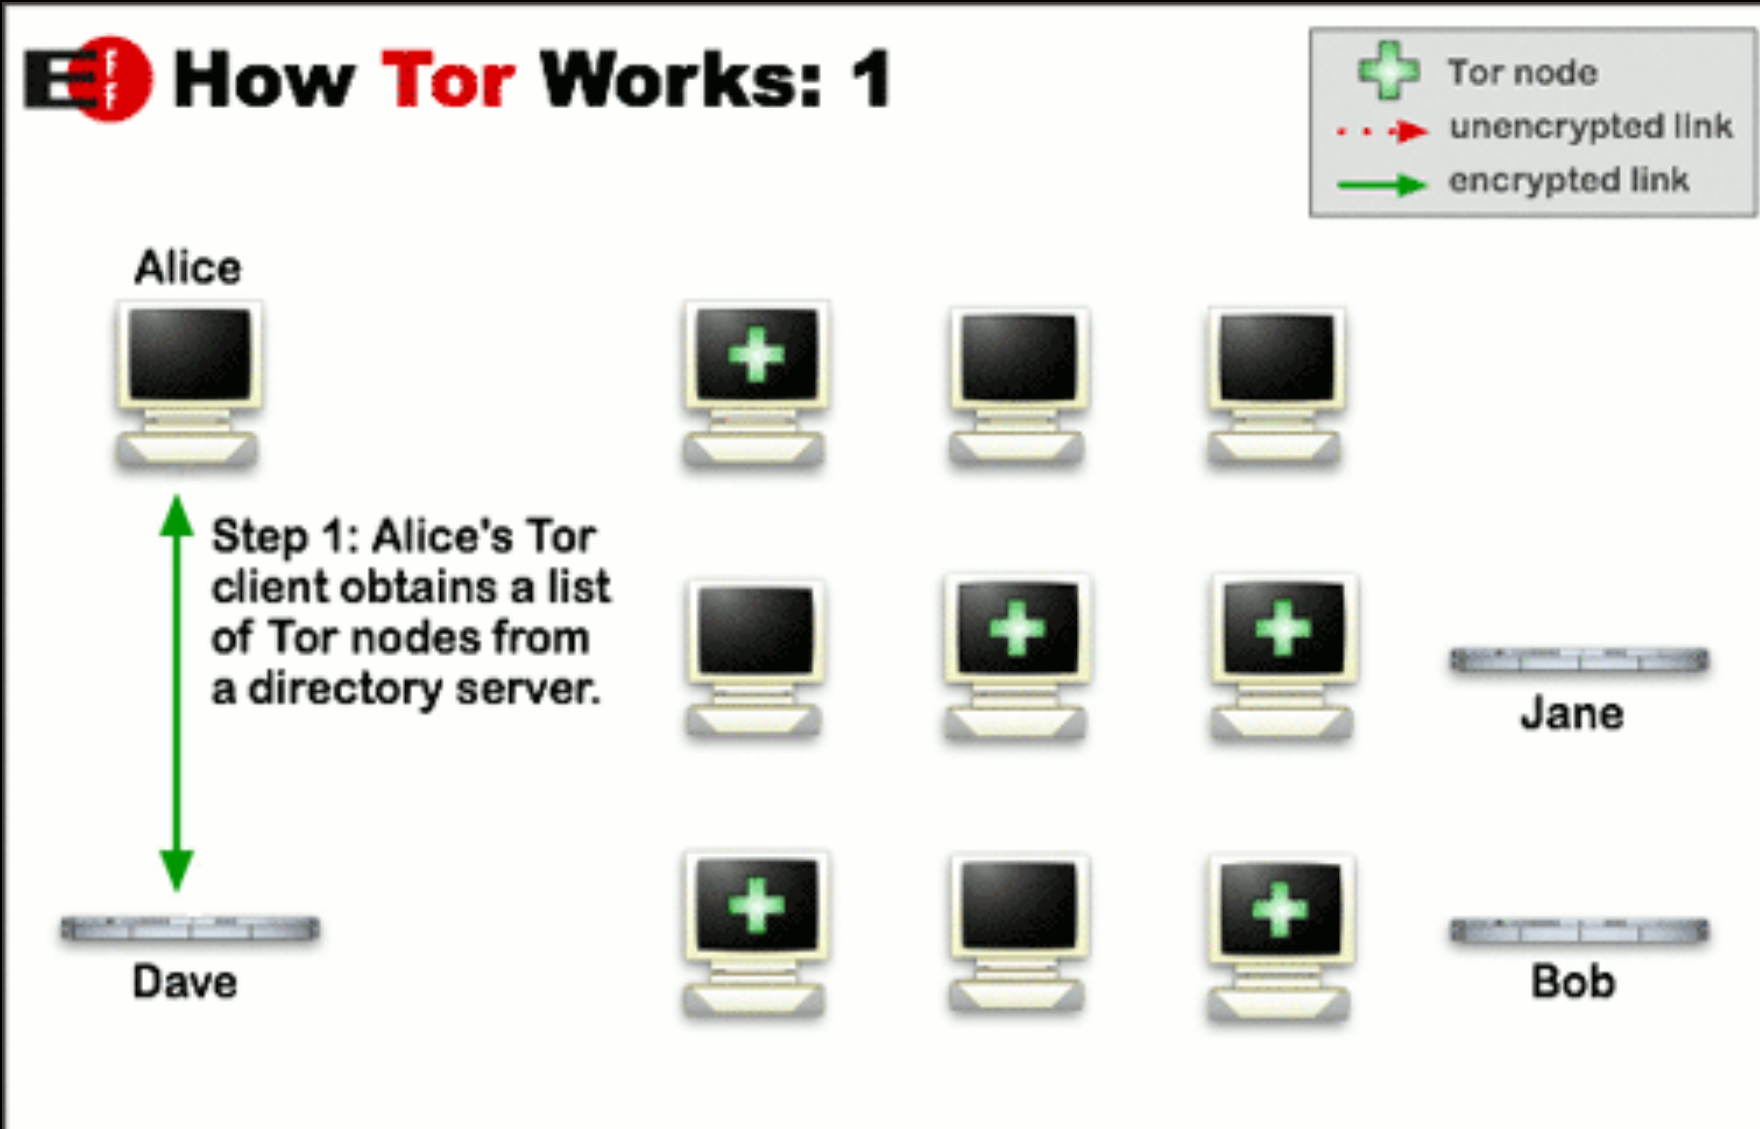 EFF How Tor Works: 1
Tor node
unencrypted link
encrypted link
Alice
Step 1: Alice's Tor
client obtains a list
of Tor nodes from
a directory server.
Jane
Dave
Bob